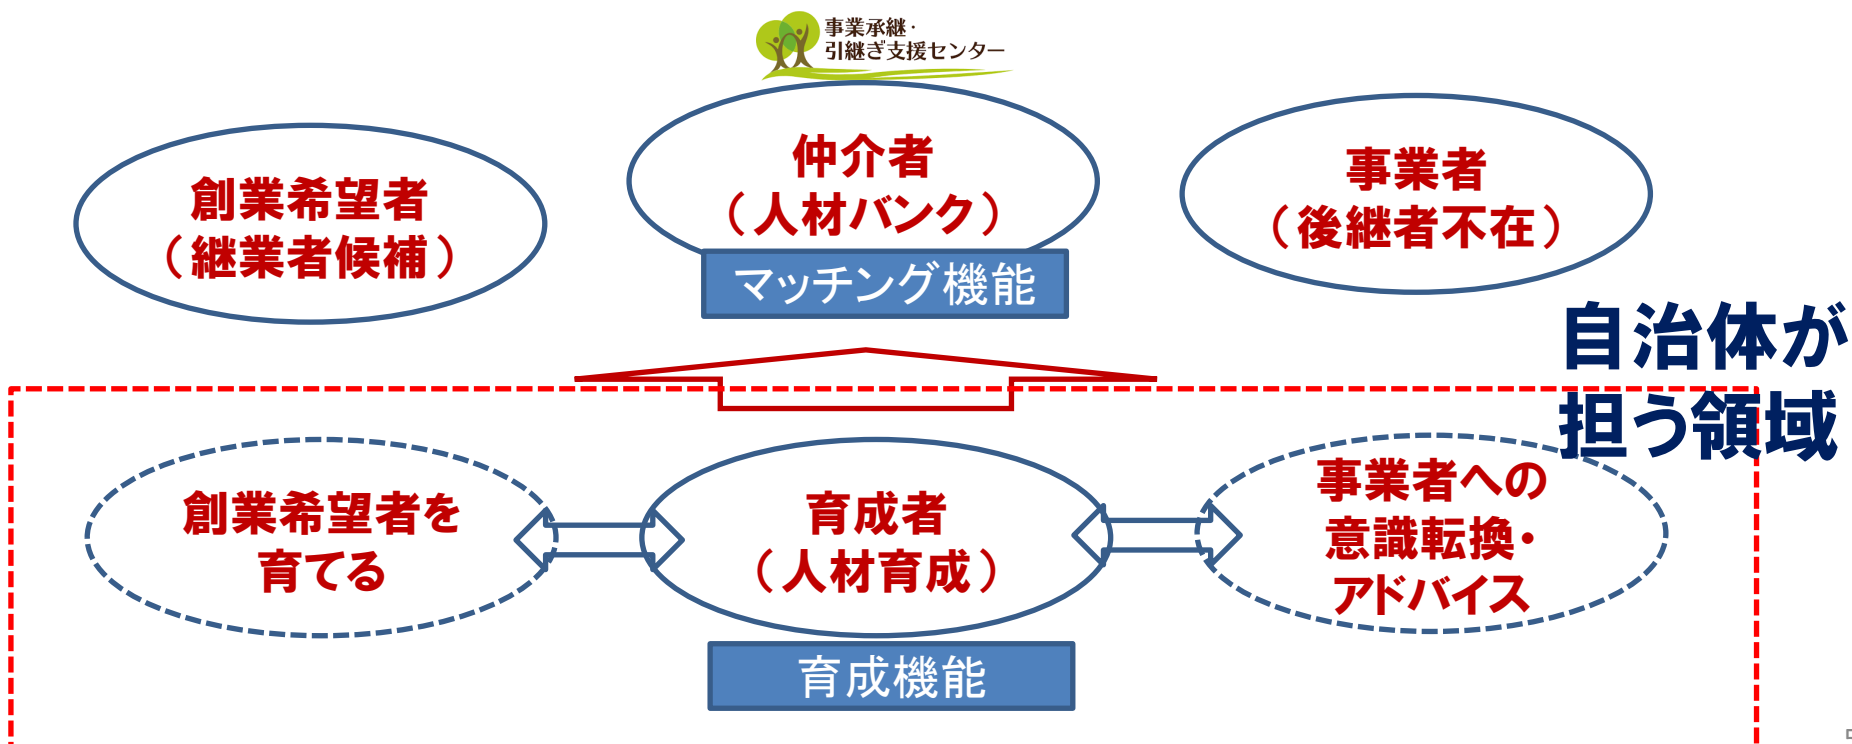 事業承継・
引継ぎ支援センター
仲介者
（人材バンク）
マッチング機能
創業希望者
（継業者候補）
事業者
（後継者不在）
自治体が
担う領域
創業希望者を
育てる
育成者
（人材育成）
育成機能
事業者への
意識転換・
アドバイス